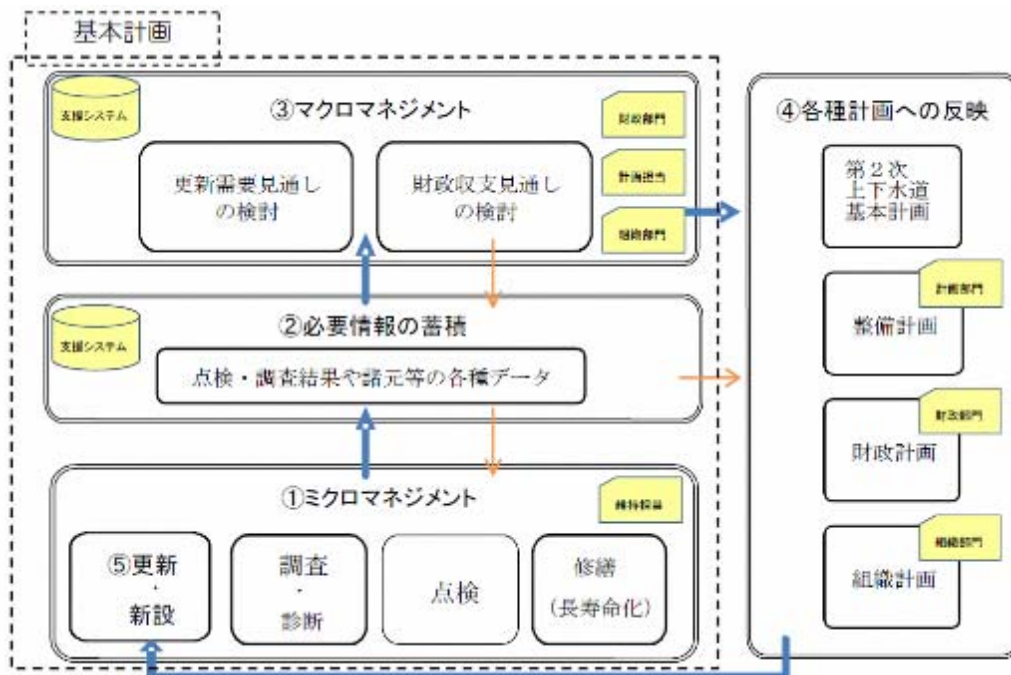 基本計画
支援システム
③マクロマネジメント
財政部門
計画担当
組織部門
更新需要見通し
の検討
財政収支見通し
の検討
支援システム
②必要情報の蓄積
点検・調査結果や諸元等の各種データ
①ミクロマネジメント
維持担当
⑤更新
・
新設
調査
・
診断
点検
修繕
(長寿命化)
④各種計画への反映
第２次
上下水道
基本計画
計画部門
整備計画
財政部門
財政計画
組織部門
組織計画